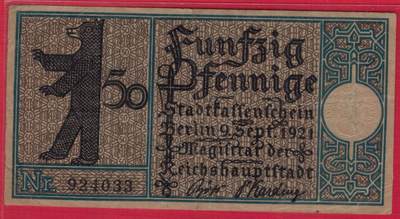 Funfzig
Pfennige
50
Stadtkassenschein
Berlin 9. Sept. 1921
Magistrat der
Reichshauptstadt
Nr. 924033